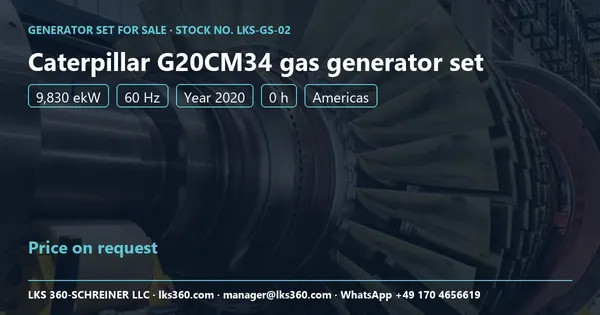 GENERATOR SET FOR SALE · STOCK NO. LKS-GS-02
Caterpillar G20CM34 gas generator set
9,830 ekW 60 Hz Year 2020 0 h Americas
Price on request
LKS 360-SCHREINER LLC · lks360.com · manager@lks360.com · WhatsApp +49 170 4656619